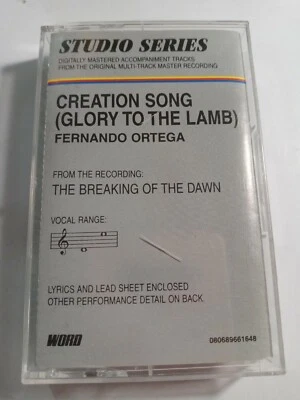 STUDIO SERIES
DIGITALLY MASTERED ACCOMPANIMENT TRACKS
FROM THE ORIGINAL MULTI-TRACK MASTER RECORDING
CREATION SONG
(GLORY TO THE LAMB)
FERNANDO ORTEGA
FROM THE RECORDING:
THE BREAKING OF THE DAWN
VOCAL RANGE:
LYRICS AND LEAD SHEET ENCLOSED
OTHER PERFORMANCE DETAIL ON BACK.
WORD
080689661648